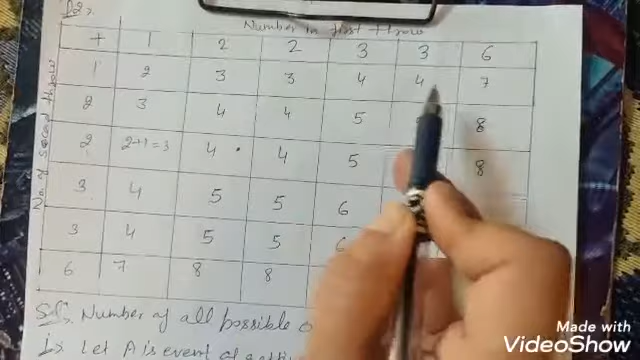 Number in first throw
+ 1 2 2 3 3 6
1 2 3 3 4 4 7
2 3 4 4 5 8
2 2+1=3 4 4 5 8
3 4 5 5 6
3 4 5 5 6
6 7 8 8
No. of second throw
Sol. Number of all possible
i> Let A is event of
Made with
VideoShow